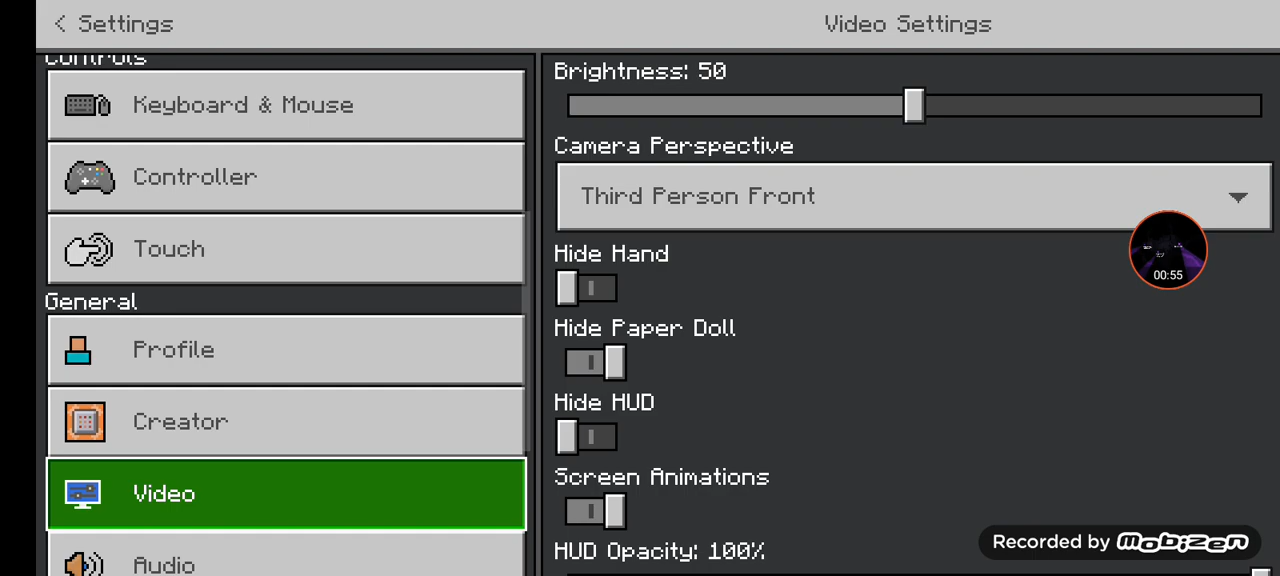 Settings
Video Settings
Controls
Keyboard & Mouse
Controller
Touch
General
Profile
Creator
Video
Audio
Brightness: 50
Camera Perspective
Third Person Front
Hide Hand
Hide Paper Doll
Hide HUD
Screen Animations
HUD Opacity: 100%
00:55
Recorded by Mobizen